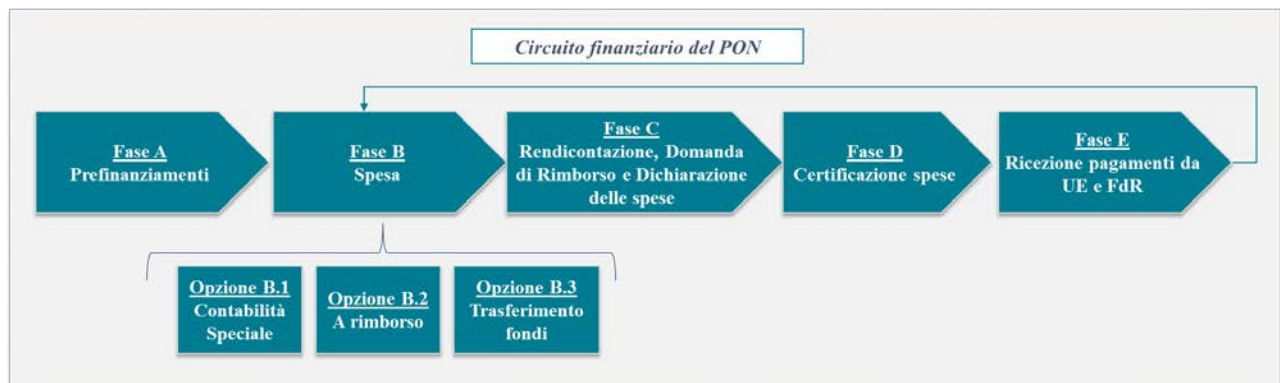 Circuito finanziario del PON
Fase A
Prefinanziamenti
Fase B
Spesa
Fase C
Rendicontazione, Domanda
di Rimborso e Dichiarazione
delle spese
Fase D
Certificazione spese
Fase E
Ricezione pagamenti da
UE e FdR
Opzione B.1
Contabilità
Speciale
Opzione B.2
A rimborso
Opzione B.3
Trasferimento
fondi